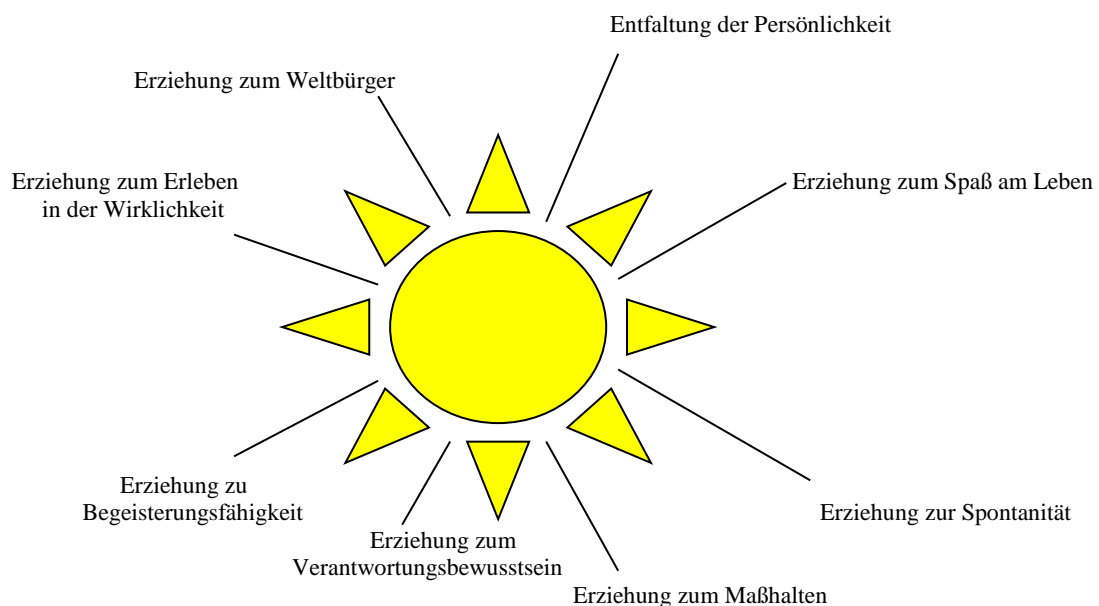 Entfaltung der Persönlichkeit
Erziehung zum Weltbürger
Erziehung zum Erleben
in der Wirklichkeit
Erziehung zum Spaß am Leben
Erziehung zu
Begeisterungsfähigkeit
Erziehung zur Spontanität
Erziehung zum
Verantwortungsbewusstsein
Erziehung zum Maßhalten